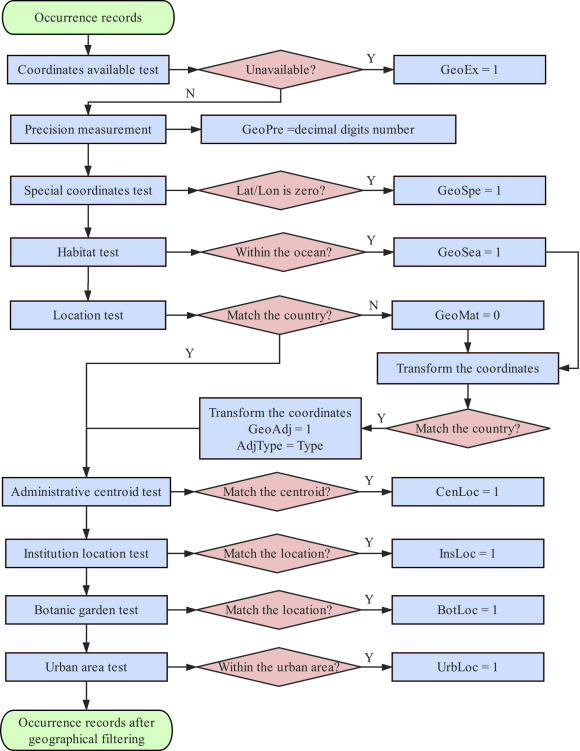 Occurrence records
Coordinates available test
Unavailable?
Y
GeoEx = 1
N
Precision measurement
GeoPre =decimal digits number
Special coordinates test
Lat/Lon is zero?
Y
GeoSpe = 1
Habitat test
Within the ocean?
Y
GeoSea = 1
Location test
Match the country?
N
GeoMat = 0
Y
Transform the coordinates
Transform the coordinates
GeoAdj = 1
AdjType = Type
Y
Match the country?
Administrative centroid test
Match the centroid?
Y
CenLoc = 1
Institution location test
Match the location?
Y
InsLoc = 1
Botanic garden test
Match the location?
Y
BotLoc = 1
Urban area test
Within the urban area?
Y
UrbLoc = 1
Occurrence records after
geographical filtering